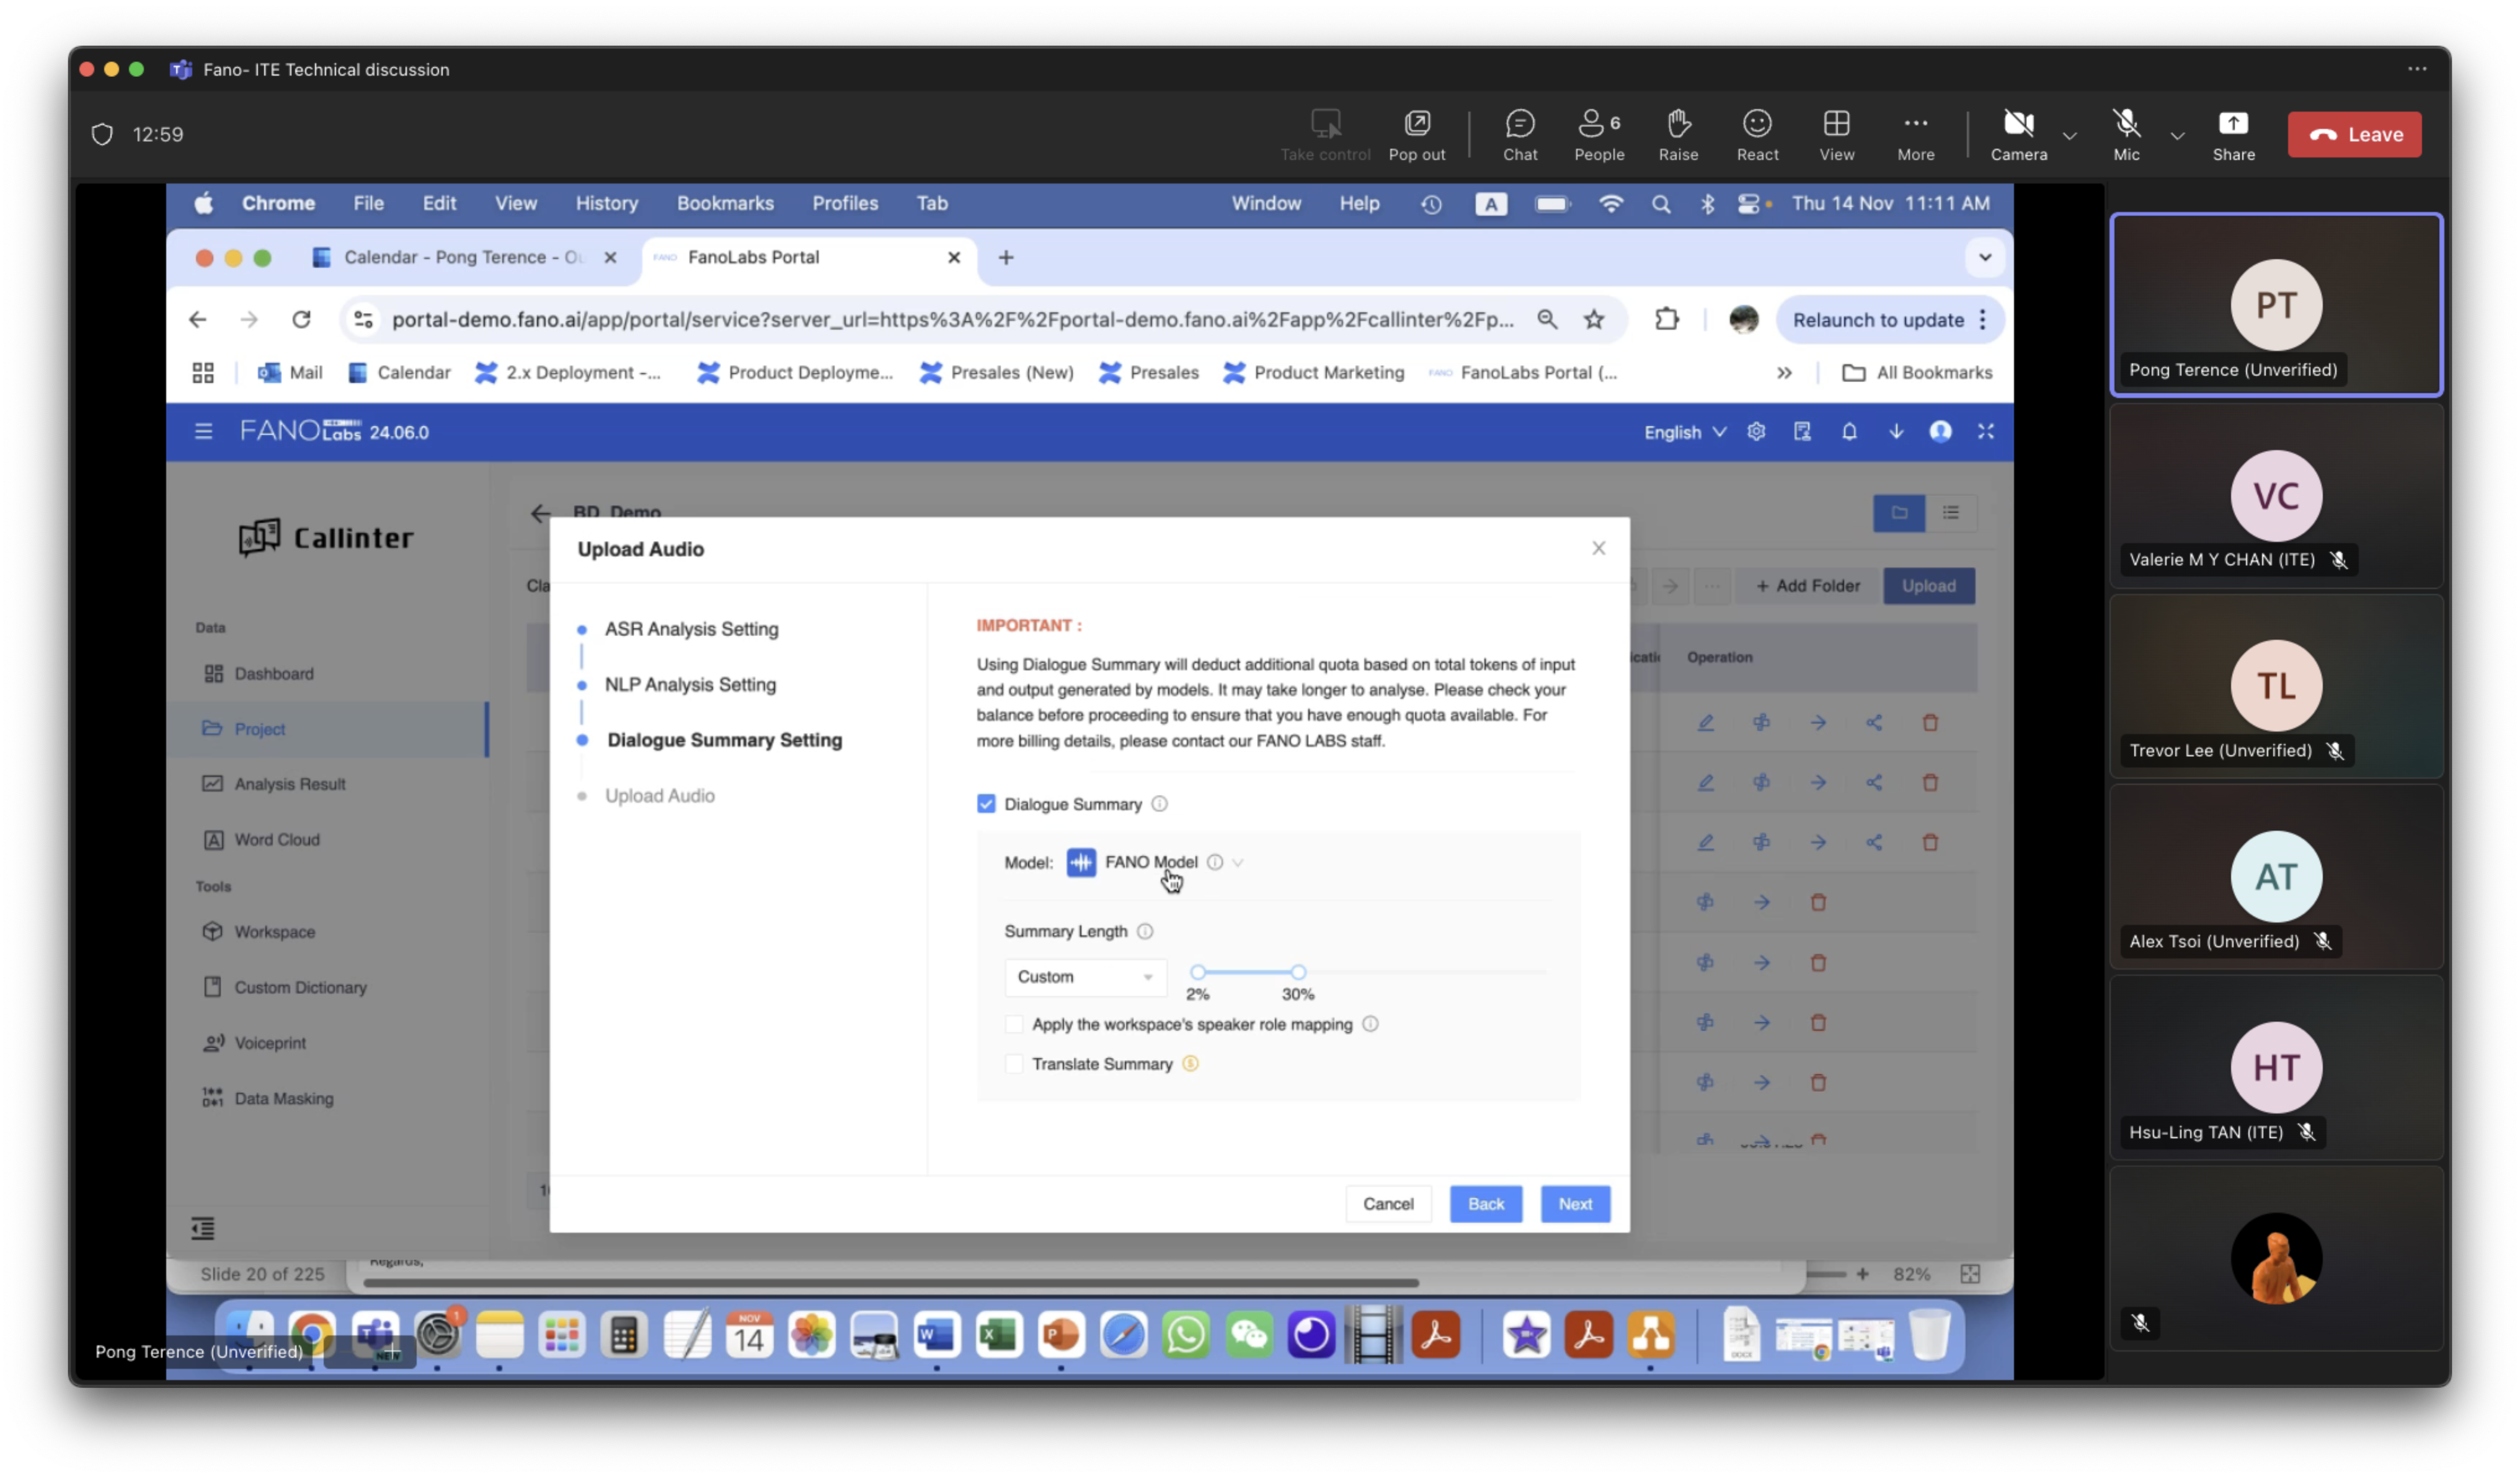 Fano- ITE Technical discussion
12:59
Take control
Pop out
Chat
People
6
Raise
React
View
More
Camera
Mic
Share
Leave
Chrome File Edit View History Bookmarks Profiles Tab Window Help A Thu 14 Nov 11:11 AM
Calendar - Pong Terence - Ou
FANO FanoLabs Portal
portal-demo.fano.ai/app/portal/service?server_url=https%3A%2F%2Fportal-demo.fano.ai%2Fapp%2Fcallinter%2Fp...
Relaunch to update
Mail
Calendar
2.x Deployment -...
Product Deployme...
Presales (New)
Presales
Product Marketing
FANO FanoLabs Portal (...
All Bookmarks
FANO Labs 24.06.0
English
Callinter
Data
Dashboard
Project
Analysis Result
Word Cloud
Tools
Workspace
Custom Dictionary
Voiceprint
Data Masking
BD_Demo
Cla
+ Add Folder
Upload
icati
Operation
Upload Audio
ASR Analysis Setting
NLP Analysis Setting
Dialogue Summary Setting
Upload Audio
IMPORTANT :
Using Dialogue Summary will deduct additional quota based on total tokens of input
and output generated by models. It may take longer to analyse. Please check your
balance before proceeding to ensure that you have enough quota available. For
more billing details, please contact our FANO LABS staff.
Dialogue Summary
Model: FANO Model
Summary Length
Custom
2%
30%
Apply the workspace's speaker role mapping
Translate Summary
Cancel
Back
Next
Slide 20 of 225
Regards,
82%
NOV
14
1
W
X
P
DOCX
NEW
Pong Terence (Unverified)
PT
Pong Terence (Unverified)
VC
Valerie M Y CHAN (ITE)
TL
Trevor Lee (Unverified)
AT
Alex Tsoi (Unverified)
HT
Hsu-Ling TAN (ITE)